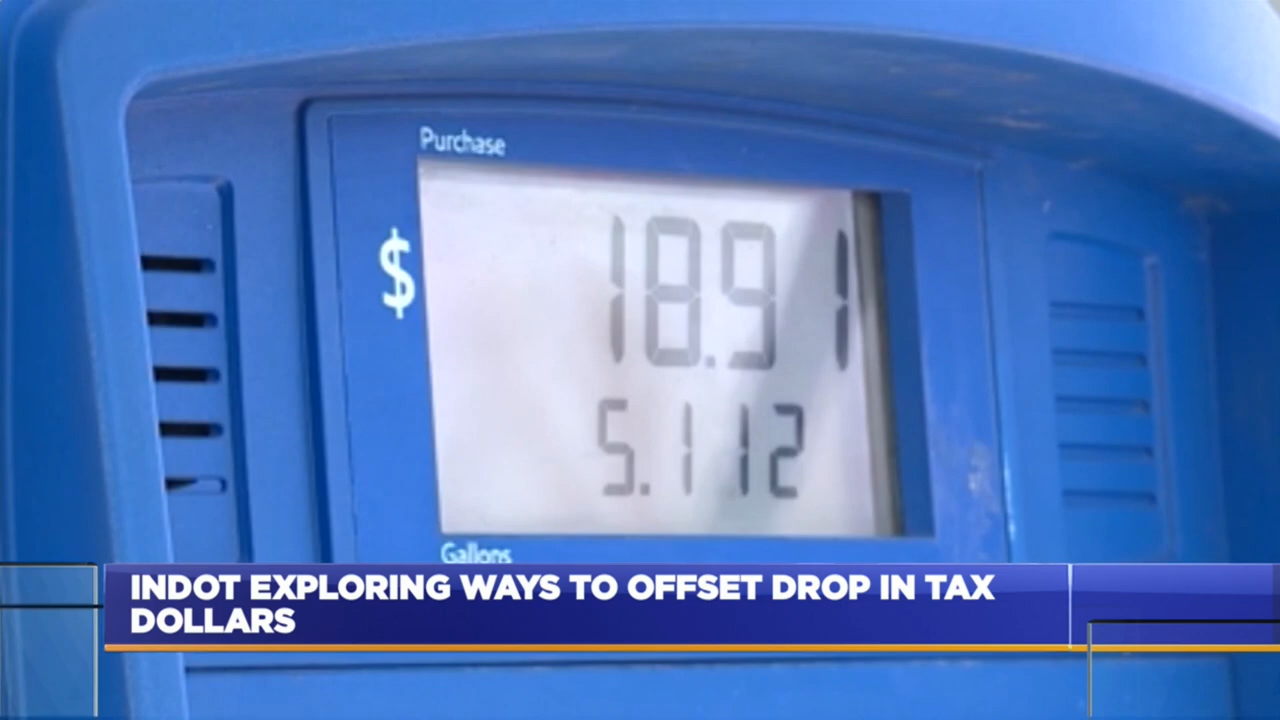 Purchase
$ 18.91
5.112
Gallons
INDOT EXPLORING WAYS TO OFFSET DROP IN TAX
DOLLARS